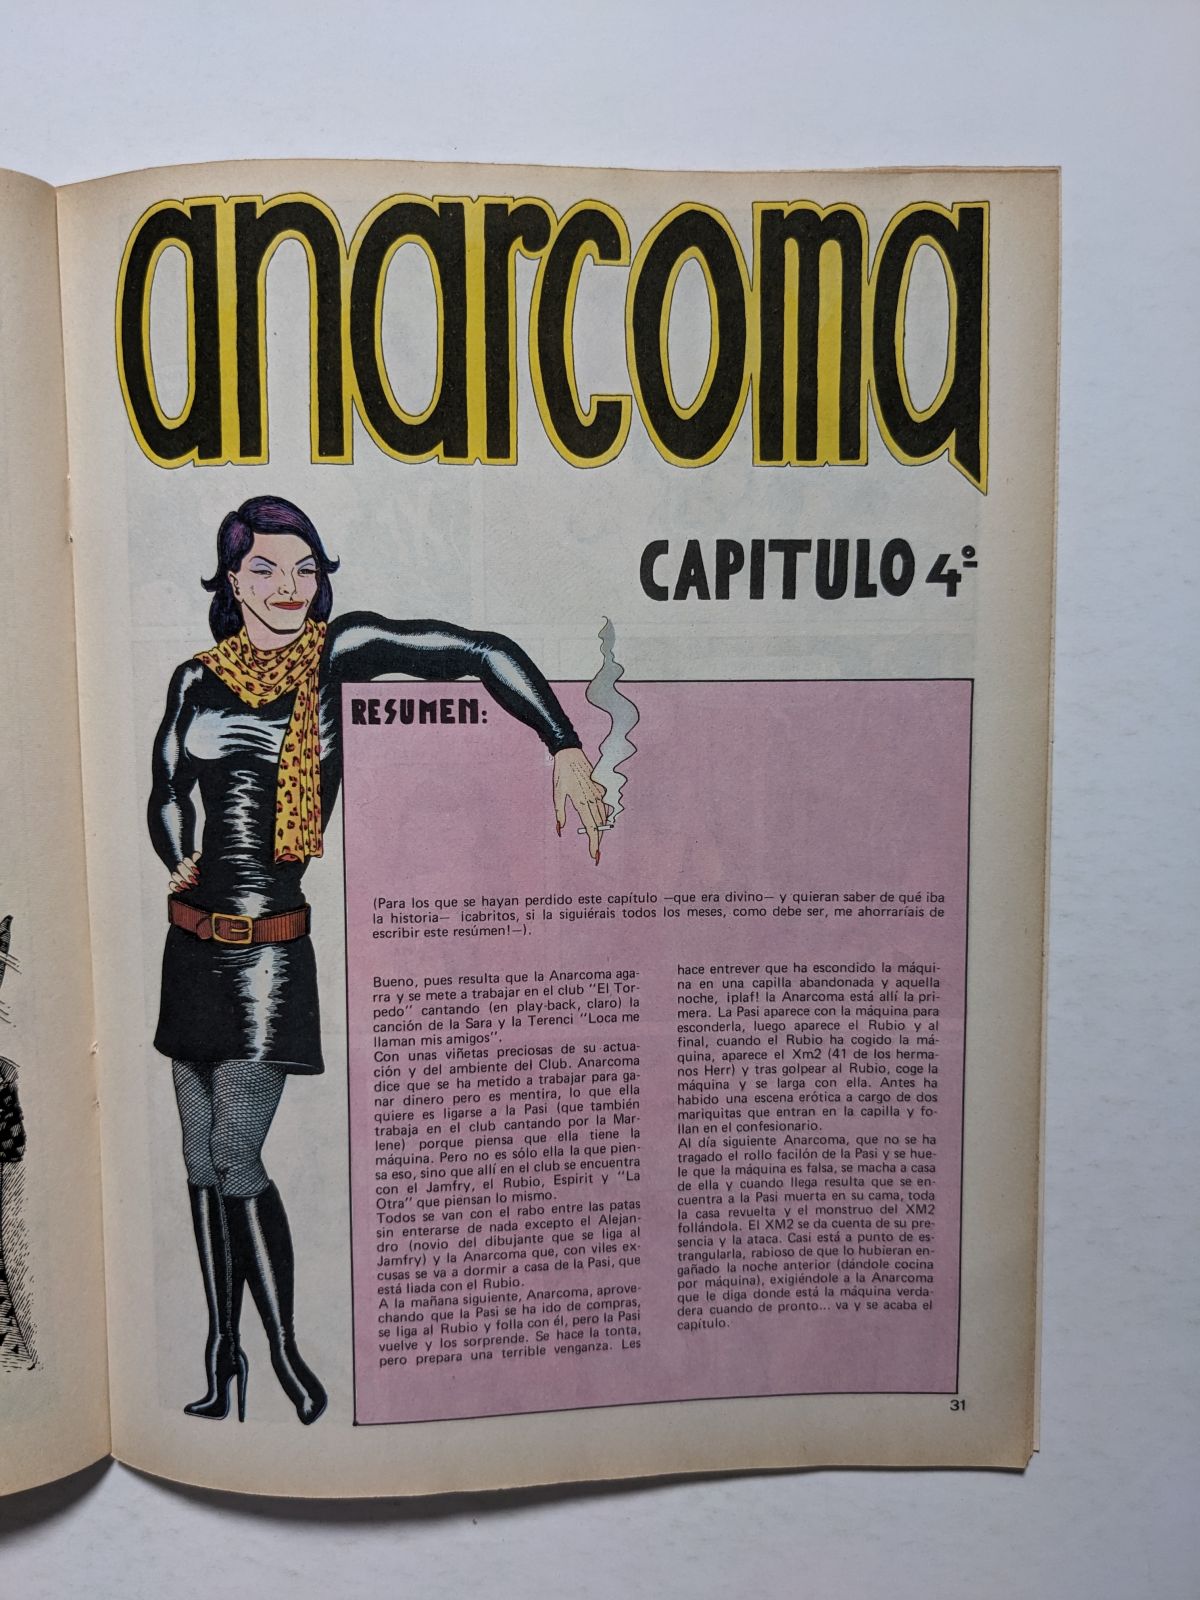 anarcoma
CAPITULO 4º
RESUMEN:
(Para los que se hayan perdido este capítulo —que era divino— y quieran saber de qué iba
la historia— ¡cabritos, si la siguiérais todos los meses, como debe ser, me ahorraríais de
escribir este resúmen!—).
Bueno, pues resulta que la Anarcoma aga-
rra y se mete a trabajar en el club “El Tor-
pedo” cantando (en play-back, claro) la
canción de la Sara y la Terenci “Loca me
llaman mis amigos”.
Con unas viñetas preciosas de su actua-
ción y del ambiente del Club. Anarcoma
dice que se ha metido a trabajar para ga-
nar dinero pero es mentira, lo que ella
quiere es ligarse a la Pasi (que también
trabaja en el club cantando por la Mar-
lene) porque piensa que ella tiene la
máquina. Pero no es sólo ella la que pien-
sa eso, sino que allí en el club se encuentra
con el Jamfry, el Rubio, Espirit y “La
Otra” que piensan lo mismo.
Todos se van con el rabo entre las patas
sin enterarse de nada excepto el Alejan-
dro (novio del dibujante que se liga al
Jamfry) y la Anarcoma que, con viles ex-
cusas se va a dormir a casa de la Pasi, que
está liada con el Rubio.
A la mañana siguiente, Anarcoma, aprove-
chando que la Pasi se ha ido de compras,
se liga al Rubio y folla con él, pero la Pasi
vuelve y los sorprende. Se hace la tonta,
pero prepara una terrible venganza. Les
hace entrever que ha escondido la máqui-
na en una capilla abandonada y aquella
noche, ¡plaf! la Anarcoma está allí la pri-
mera. La Pasi aparece con la máquina para
esconderla, luego aparece el Rubio y al
final, cuando el Rubio ha cogido la má-
quina, aparece el Xm2 (41 de los herma-
nos Herr) y tras golpear al Rubio, coge la
máquina y se larga con ella. Antes ha
habido una escena erótica a cargo de dos
mariquitas que entran en la capilla y fo-
llan en el confesionario.
Al día siguiente Anarcoma, que no se ha
tragado el rollo facilón de la Pasi y se hue-
le que la máquina es falsa, se macha a casa
de ella y cuando llega resulta que se en-
cuentra a la Pasi muerta en su cama, toda
la casa revuelta y el monstruo del XM2
follándola. El XM2 se da cuenta de su pre-
sencia y la ataca. Casi está a punto de es-
trangularla, rabioso de que lo hubieran en-
gañado la noche anterior (dándole cocina
por máquina), exigiéndole a la Anarcoma
que le diga donde está la máquina verda-
dera cuando de pronto... va y se acaba el
capítulo.
31